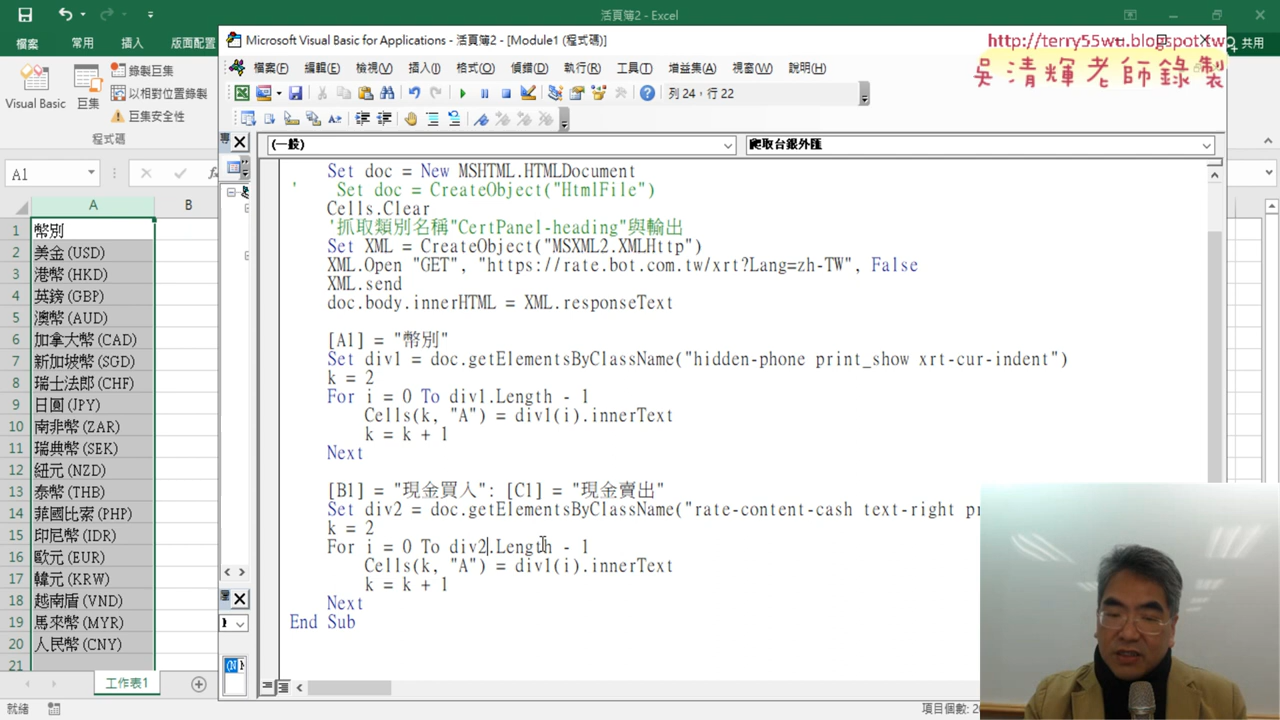 活頁簿2 - Excel
http://terry55wu.blogspot.tw
吳清輝老師錄製
檔案 常用 插入 版面配置 共用
Visual Basic
巨集
錄製巨集
以相對位置錄製
巨集安全性
程式碼
Microsoft Visual Basic for Applications - 活頁簿2 - [Module1 (程式碼)]
檔案(F) 編輯(E) 檢視(V) 插入(I) 格式(O) 偵錯(D) 執行(R) 工具(T) 增益集(A) 視窗(W) 說明(H)
列 24，行 22
(一般) 爬取台銀外匯
A1
A B
1 幣別
2 美金 (USD)
3 港幣 (HKD)
4 英鎊 (GBP)
5 澳幣 (AUD)
6 加拿大幣 (CAD)
7 新加坡幣 (SGD)
8 瑞士法郎 (CHF)
9 日圓 (JPY)
10 南非幣 (ZAR)
11 瑞典幣 (SEK)
12 紐元 (NZD)
13 泰幣 (THB)
14 菲國比索 (PHP)
15 印尼幣 (IDR)
16 歐元 (EUR)
17 韓元 (KRW)
18 越南盾 (VND)
19 馬來幣 (MYR)
20 人民幣 (CNY)
21
Set doc = New MSHTML.HTMLDocument
' Set doc = CreateObject("HtmlFile")
Cells.Clear
'抓取類別名稱"CertPanel-heading"與輸出
Set XML = CreateObject("MSXML2.XMLHttp")
XML.Open "GET", "https://rate.bot.com.tw/xrt?Lang=zh-TW", False
XML.send
doc.body.innerHTML = XML.responseText
[A1] = "幣別"
Set div1 = doc.getElementsByClassName("hidden-phone print_show xrt-cur-indent")
k = 2
For i = 0 To div1.Length - 1
Cells(k, "A") = div1(i).innerText
k = k + 1
Next
[B1] = "現金買入": [C1] = "現金賣出"
Set div2 = doc.getElementsByClassName("rate-content-cash text-right
k = 2
For i = 0 To div2.Length - 1
Cells(k, "A") = div1(i).innerText
k = k + 1
Next
End Sub
工作表1
就緒